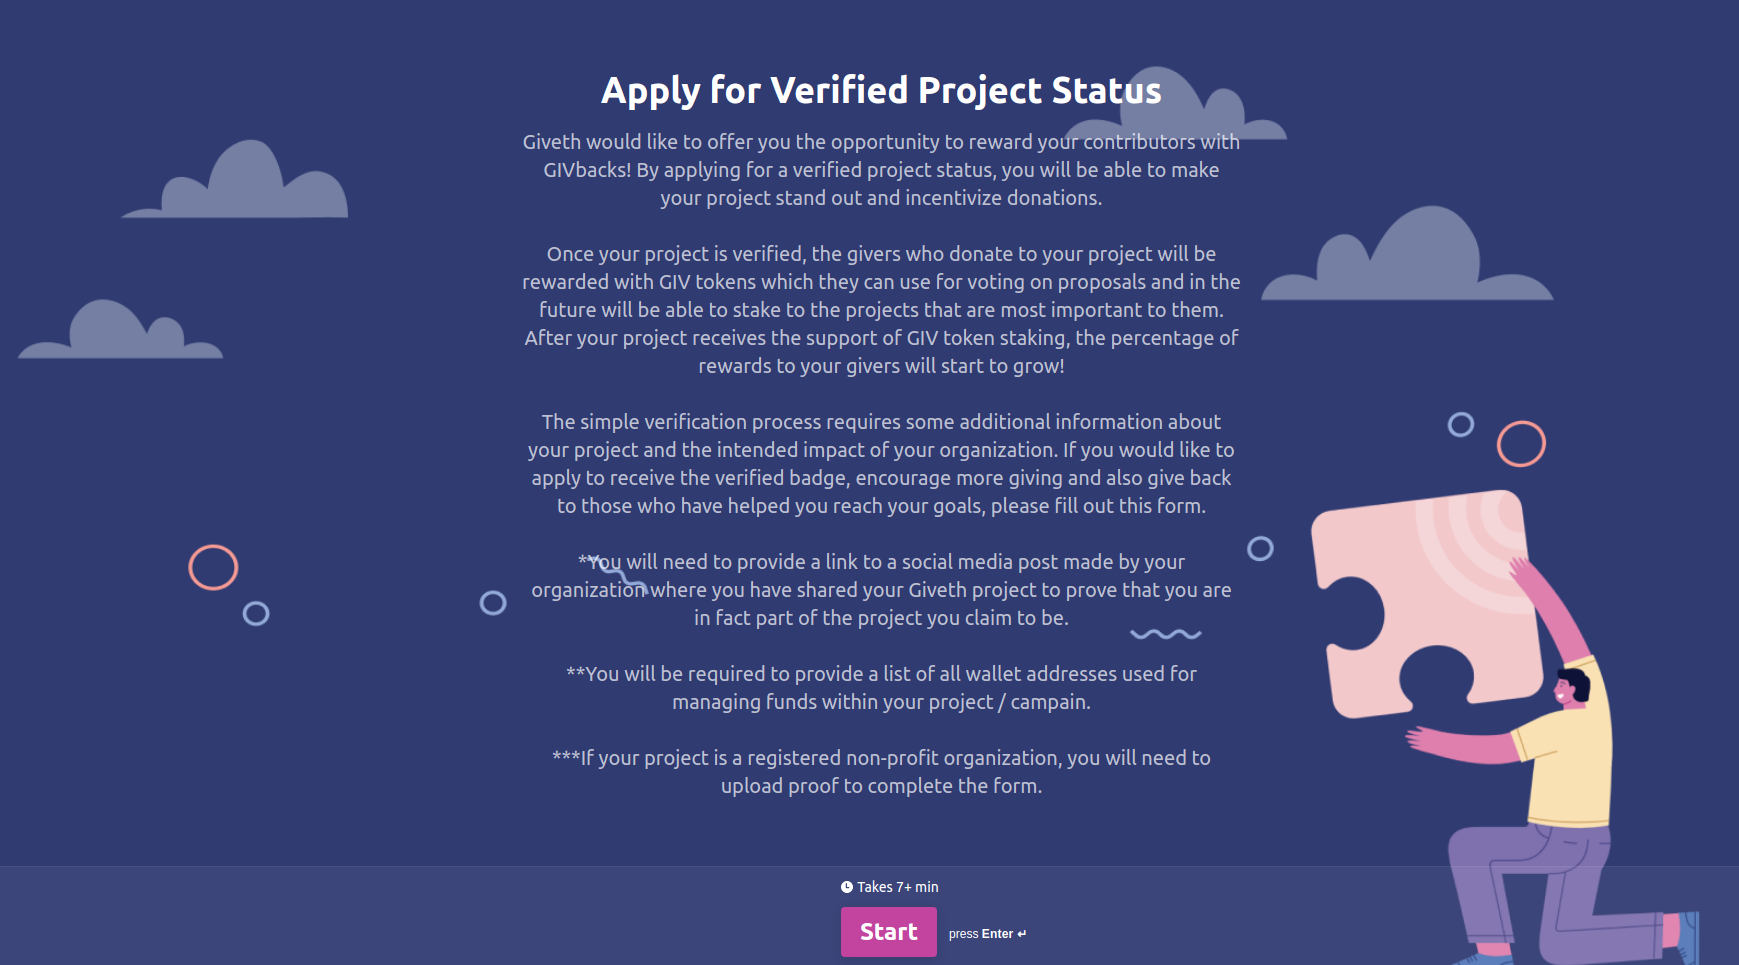 Apply for Verified Project Status
Giveth would like to offer you the opportunity to reward your contributors with
GIVbacks! By applying for a verified project status, you will be able to make
your project stand out and incentivize donations.
Once your project is verified, the givers who donate to your project will be
rewarded with GIV tokens which they can use for voting on proposals and in the
future will be able to stake to the projects that are most important to them.
After your project receives the support of GIV token staking, the percentage of
rewards to your givers will start to grow!
The simple verification process requires some additional information about
your project and the intended impact of your organization. If you would like to
apply to receive the verified badge, encourage more giving and also give back
to those who have helped you reach your goals, please fill out this form.
*You will need to provide a link to a social media post made by your
organization where you have shared your Giveth project to prove that you are
in fact part of the project you claim to be.
**You will be required to provide a list of all wallet addresses used for
managing funds within your project / campain.
***If your project is a registered non-profit organization, you will need to
upload proof to complete the form.
Takes 7+ min
Start press Enter ↵